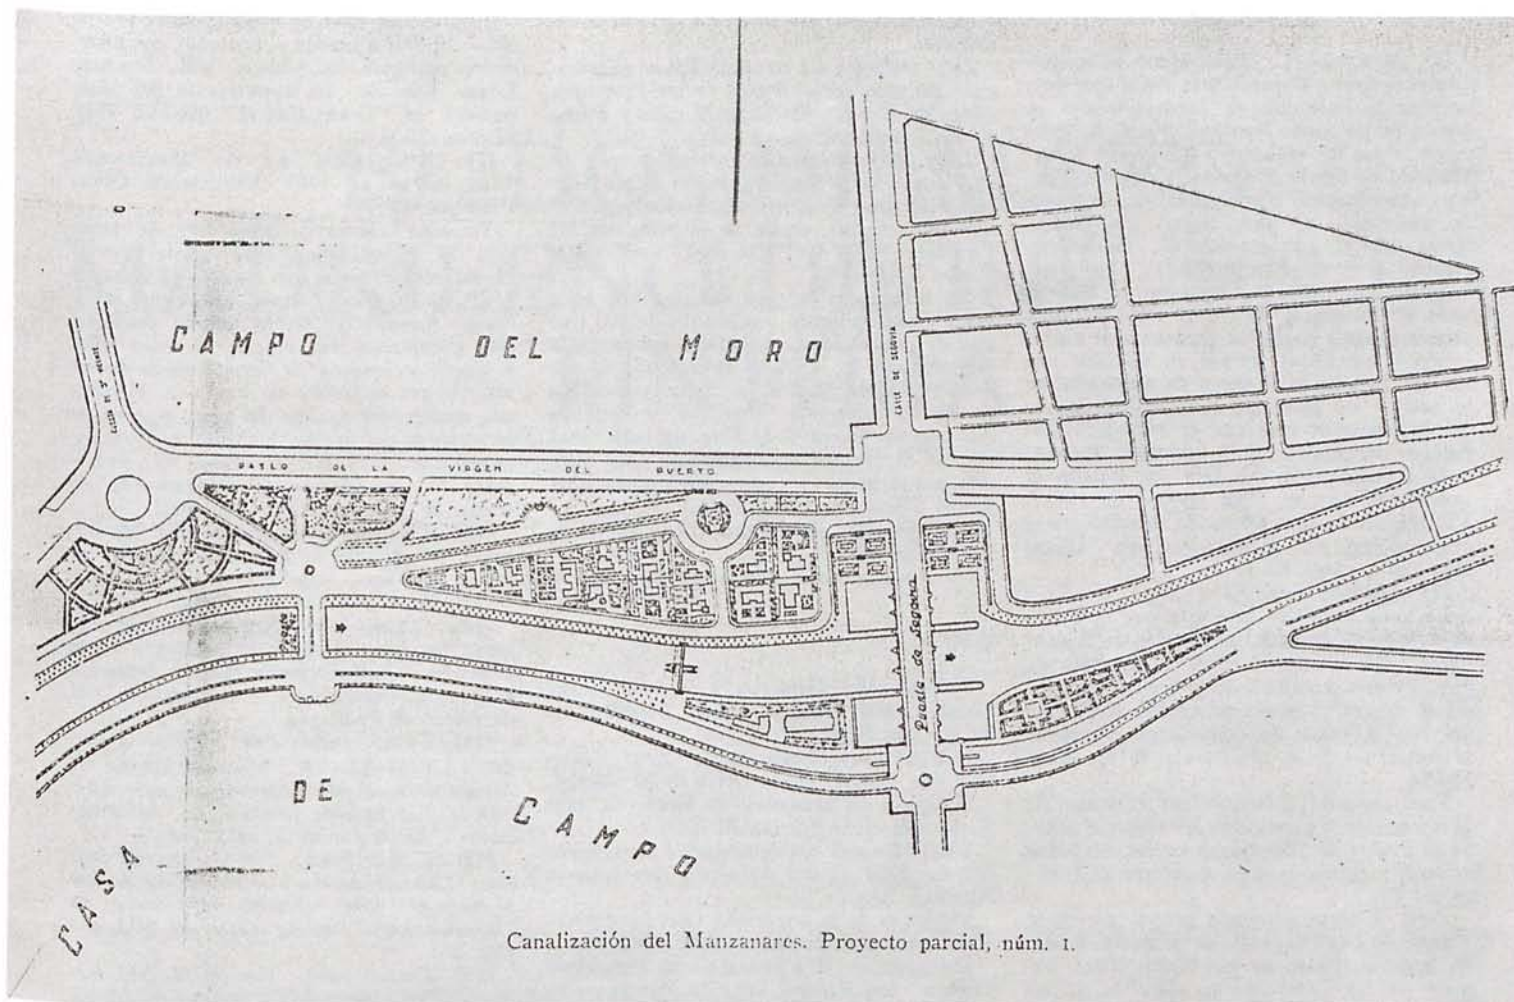 CAMPO DEL MORO
CALLE DE SEGOVIA
PASEO DE LA VIRGEN DEL PUERTO
Puente de Segovia
CASA DE CAMPO
Canalización del Manzanares. Proyecto parcial, núm. 1.